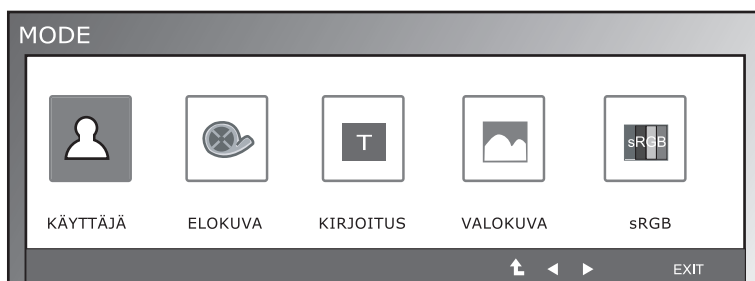 MODE
T
sRGB
KÄYTTÄJÄ ELOKUVA KIRJOITUS VALOKUVA sRGB
EXIT